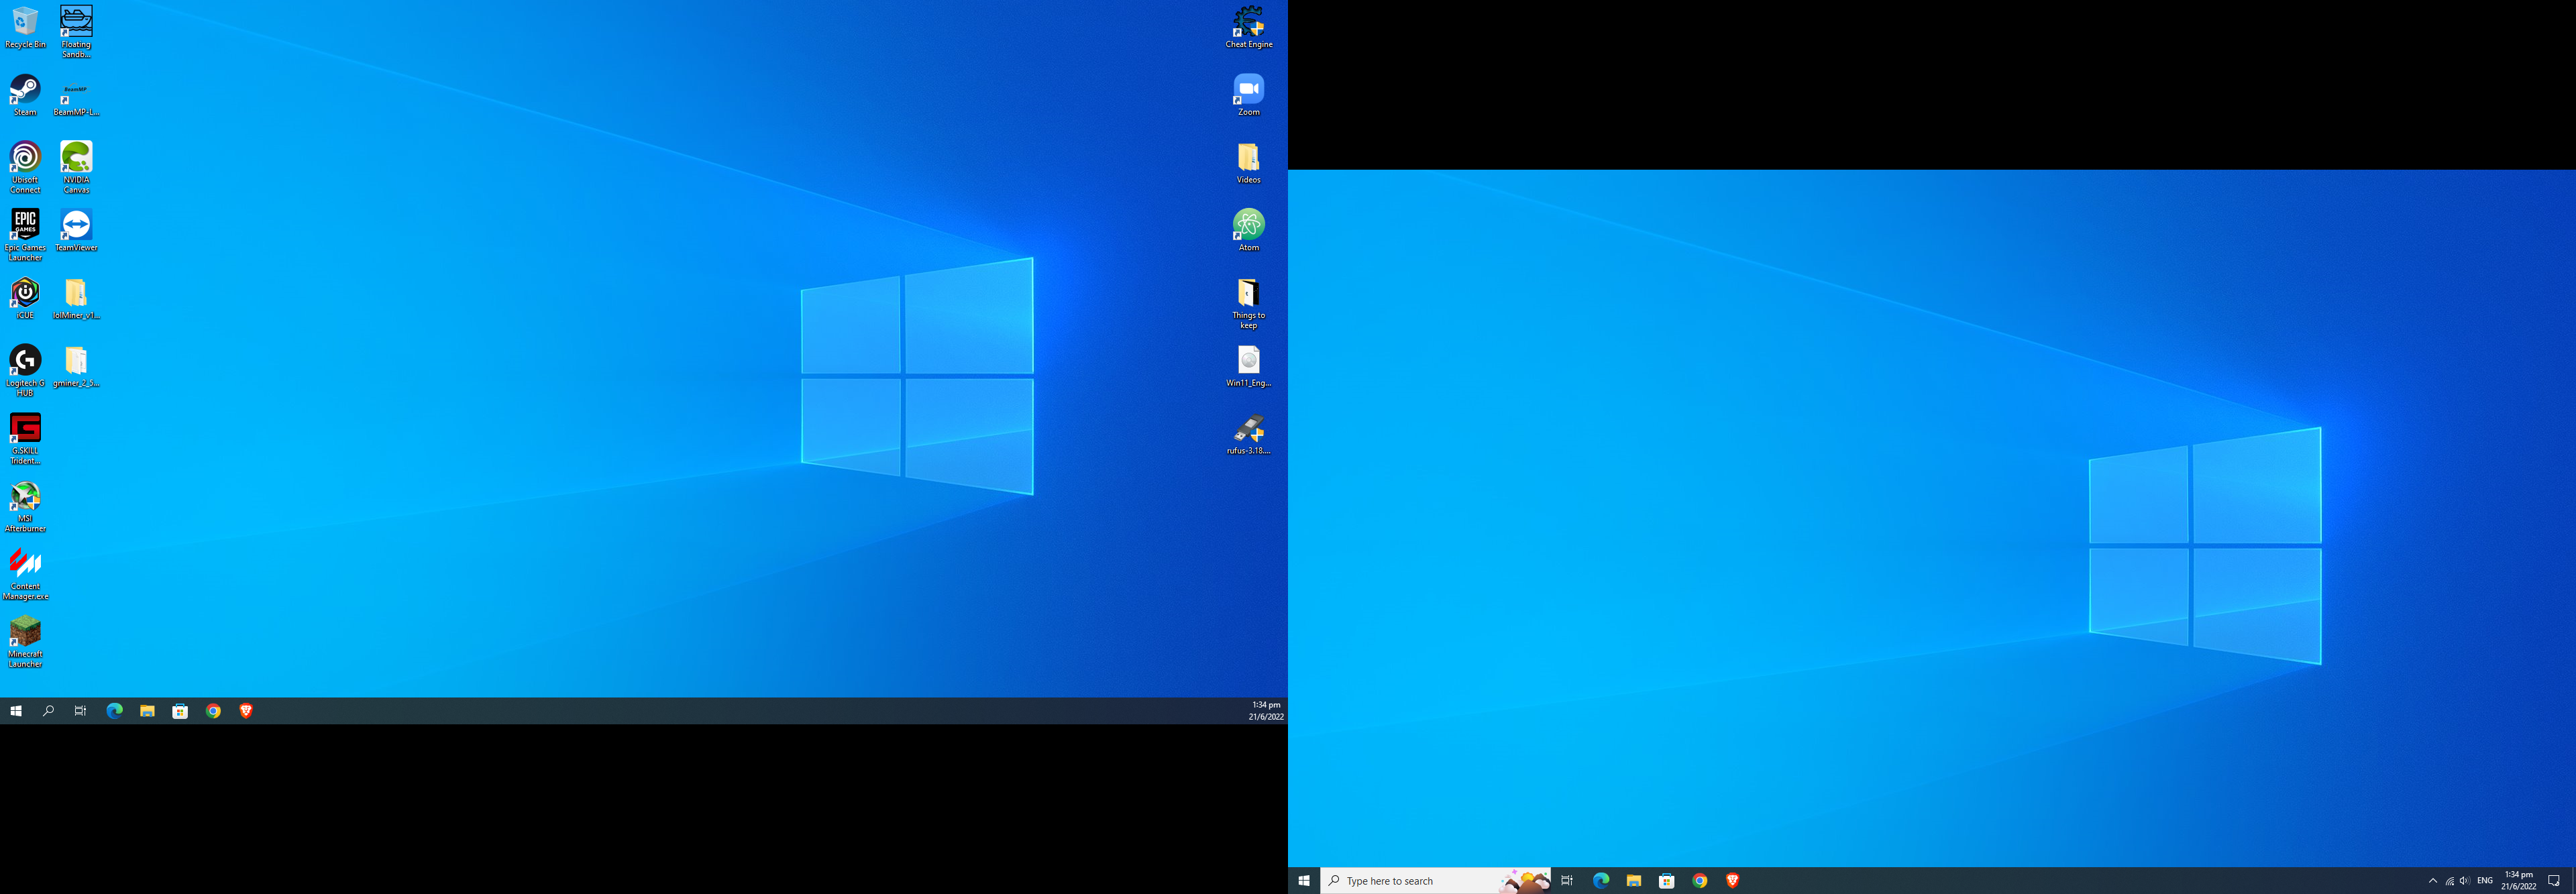 Recycle Bin
Floating
Sandb...
Steam
BeamMP
BeamMP-L...
Ubisoft
Connect
NVIDIA
Canvas
EPIC
GAMES
Epic Games
Launcher
TeamViewer
iCUE
lolMiner_v1...
Logitech G
HUB
gminer_2_5...
G.SKILL
Trident...
MSI
Afterburner
Content
Manager.exe
Minecraft
Launcher
Cheat Engine
Zoom
Videos
Atom
Things to
keep
Win11_Eng...
rufus-3.18....
1:34 pm
21/6/2022
Type here to search
ENG
1:34 pm
21/6/2022